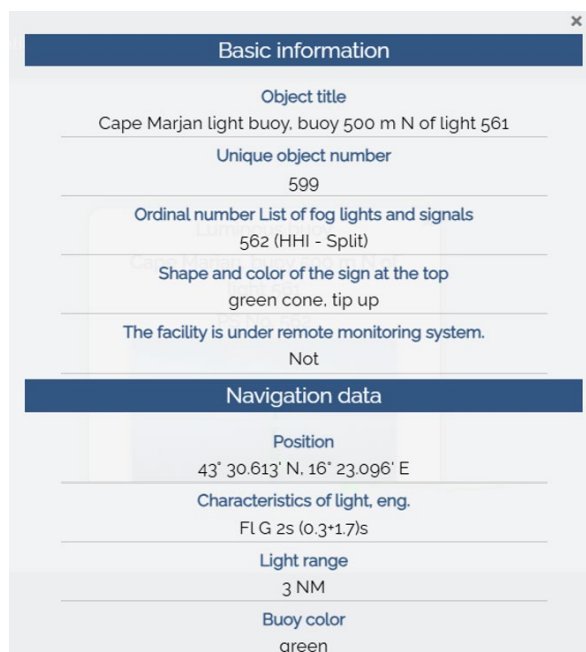 ×
Basic information
Object title
Cape Marjan light buoy, buoy 500 m N of light 561
Unique object number
599
Ordinal number List of fog lights and signals
562 (HHI - Split)
Shape and color of the sign at the top
green cone, tip up
The facility is under remote monitoring system.
Not
Navigation data
Position
43° 30.613' N, 16° 23.096' E
Characteristics of light, eng.
Fl G 2s (0.3+1.7)s
Light range
3 NM
Buoy color
green